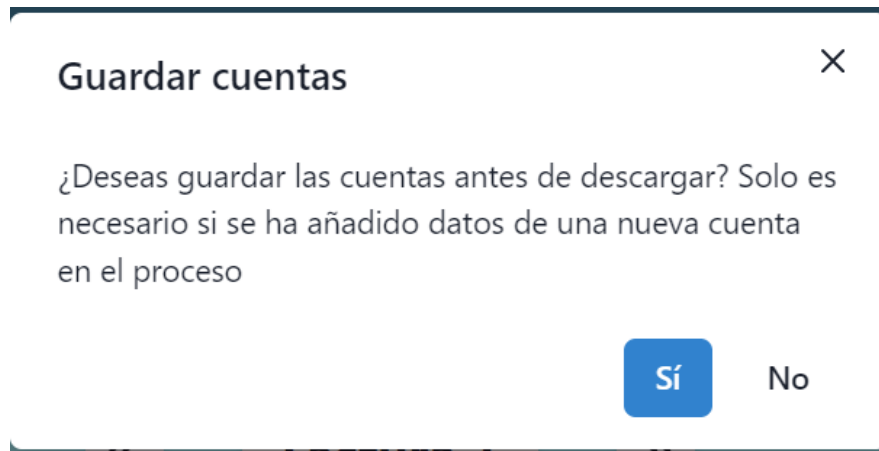 Guardar cuentas
¿Deseas guardar las cuentas antes de descargar? Solo es
necesario si se ha añadido datos de una nueva cuenta
en el proceso
Sí No